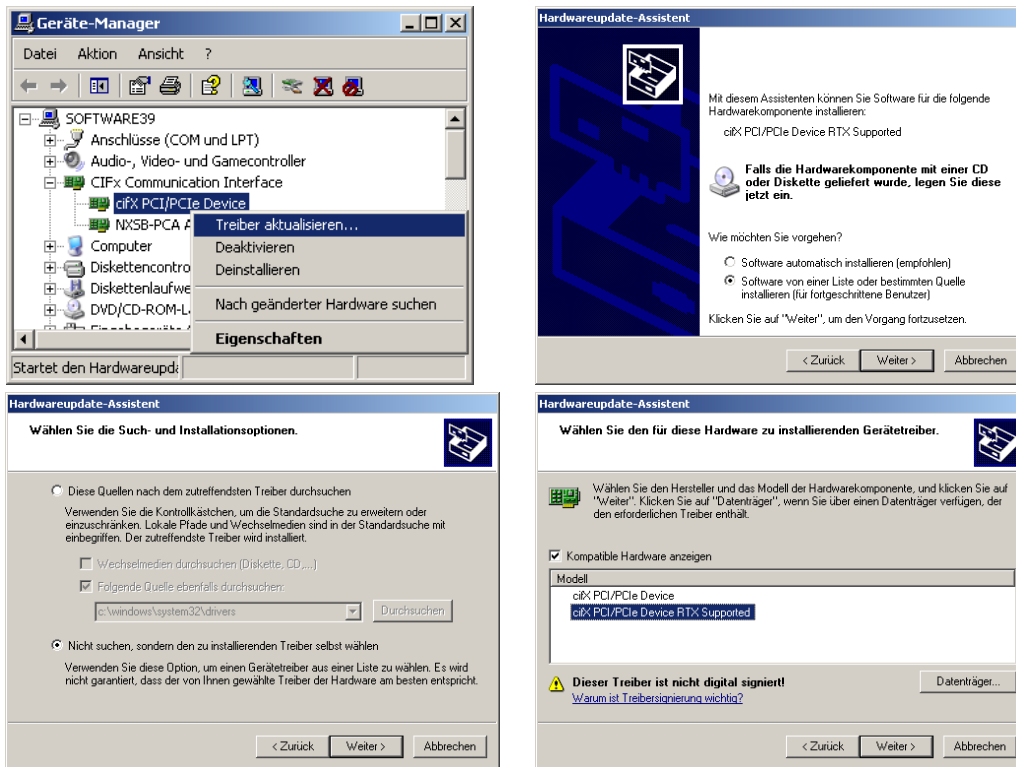 Geräte-Manager
Datei Aktion Ansicht ?
SOFTWARE39
Anschlüsse (COM und LPT)
Audio-, Video- und Gamecontroller
CIFx Communication Interface
cifX PCI/PCIe Device
NXSB-PCA
Computer
Diskettencontro
Diskettenlaufwe
DVD/CD-ROM-L
Treiber aktualisieren...
Deaktivieren
Deinstallieren
Nach geänderter Hardware suchen
Eigenschaften
Startet den Hardwareupd
Hardwareupdate-Assistent
Mit diesem Assistenten können Sie Software für die folgende
Hardwarekomponente installieren:
cifX PCI/PCIe Device RTX Supported
Falls die Hardwarekomponente mit einer CD
oder Diskette geliefert wurde, legen Sie diese
jetzt ein.
Wie möchten Sie vorgehen?
Software automatisch installieren (empfohlen)
Software von einer Liste oder bestimmten Quelle
installieren (für fortgeschrittene Benutzer)
Klicken Sie auf "Weiter", um den Vorgang fortzusetzen.
< Zurück Weiter > Abbrechen
Hardwareupdate-Assistent
Wählen Sie die Such- und Installationsoptionen.
Diese Quellen nach dem zutreffendsten Treiber durchsuchen
Verwenden Sie die Kontrollkästchen, um die Standardsuche zu erweitern oder
einzuschränken. Lokale Pfade und Wechselmedien sind in der Standardsuche mit
einbegriffen. Der zutreffendste Treiber wird installiert.
Wechselmedien durchsuchen (Diskette, CD,...)
Folgende Quelle ebenfalls durchsuchen:
c:\windows\system32\drivers Durchsuchen
Nicht suchen, sondern den zu installierenden Treiber selbst wählen
Verwenden Sie diese Option, um einen Gerätetreiber aus einer Liste zu wählen. Es wird
nicht garantiert, dass der von Ihnen gewählte Treiber der Hardware am besten entspricht.
< Zurück Weiter > Abbrechen
Hardwareupdate-Assistent
Wählen Sie den für diese Hardware zu installierenden Gerätetreiber.
Wählen Sie den Hersteller und das Modell der Hardwarekomponente, und klicken Sie auf
"Weiter". Klicken Sie auf "Datenträger", wenn Sie über einen Datenträger verfügen, der
den erforderlichen Treiber enthält.
Kompatible Hardware anzeigen
Modell
cifX PCI/PCIe Device
cifX PCI/PCIe Device RTX Supported
Dieser Treiber ist nicht digital signiert!
Warum ist Treibersignierung wichtig?
Datenträger...
< Zurück Weiter > Abbrechen